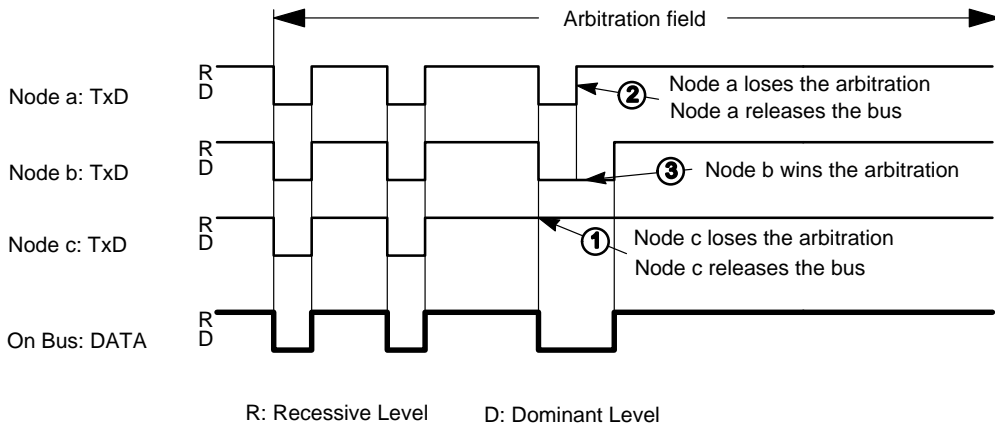 Arbitration field
Node a: TxD
R
D
② Node a loses the arbitration
Node a releases the bus
Node b: TxD
R
D
③ Node b wins the arbitration
Node c: TxD
R
D
① Node c loses the arbitration
Node c releases the bus
On Bus: DATA
R
D
R: Recessive Level D: Dominant Level